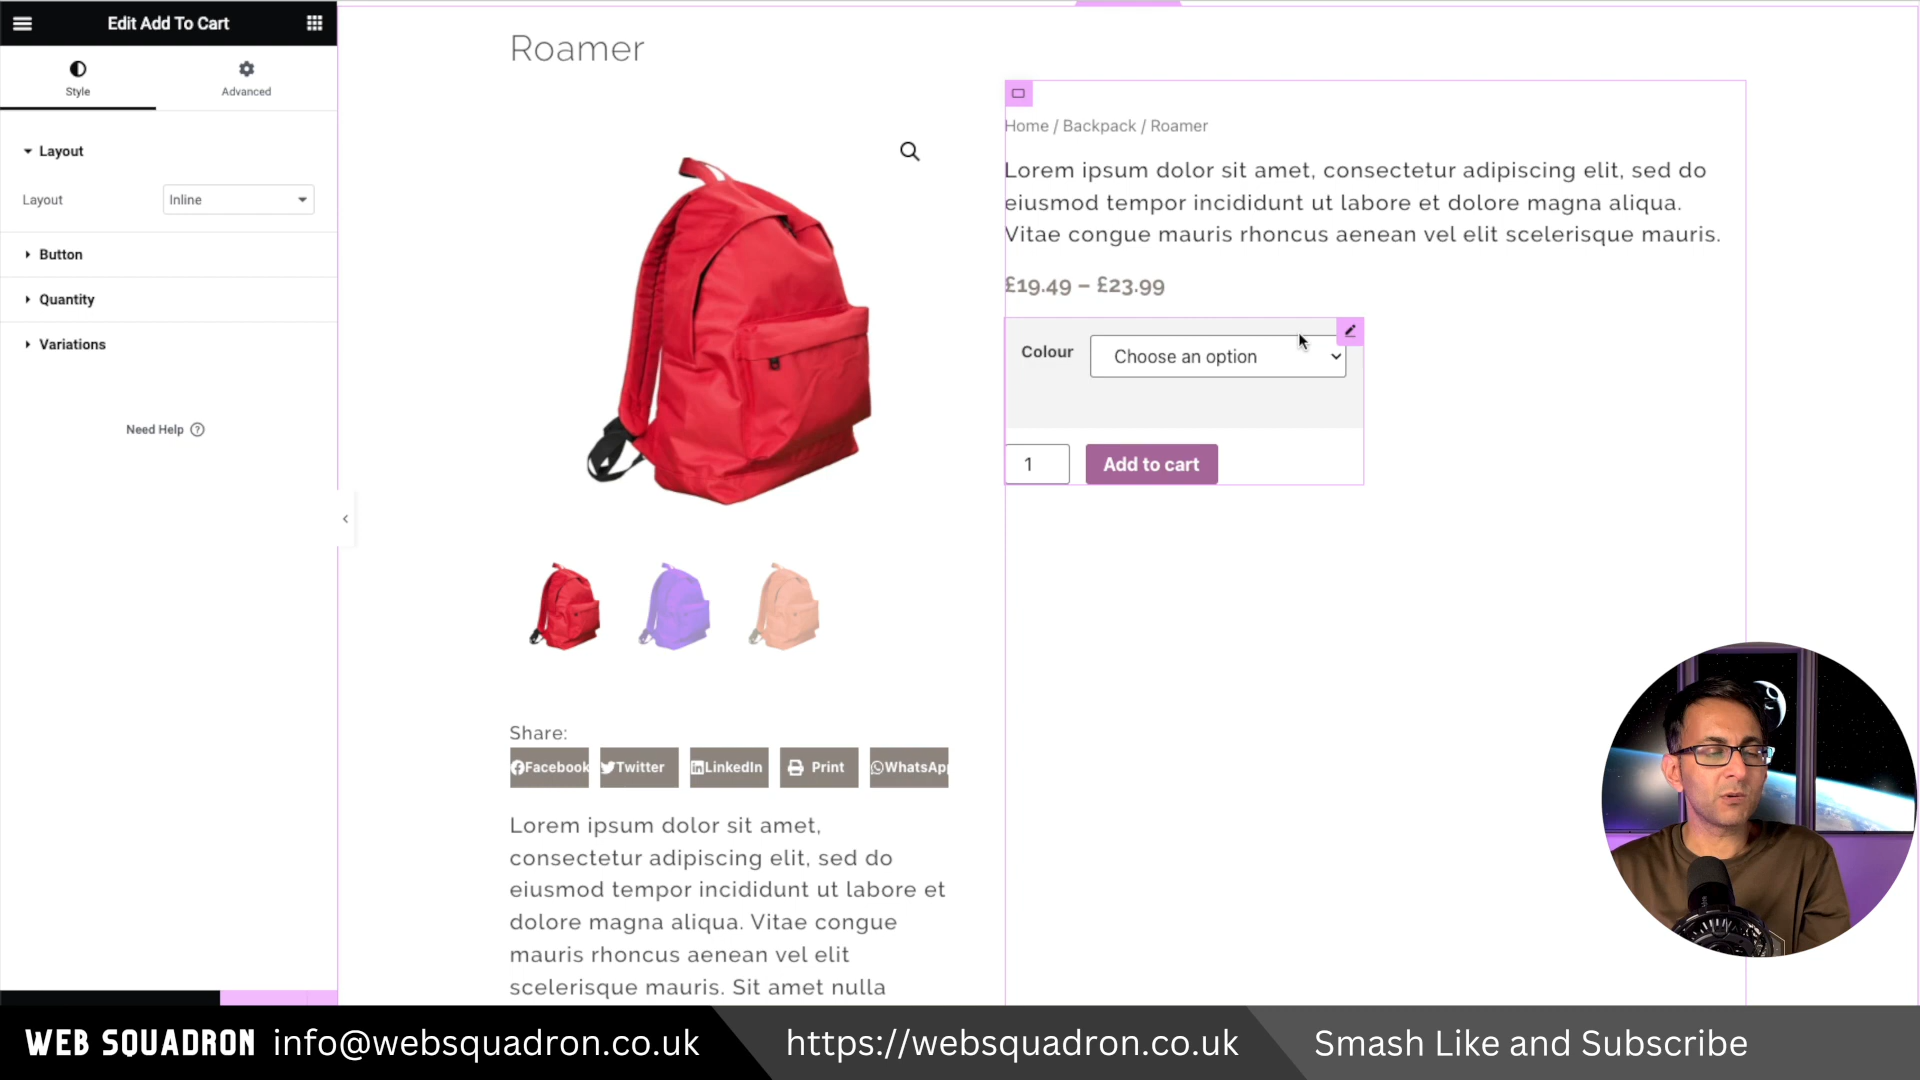 Edit Add To Cart
Style
Advanced
Layout
Layout
Inline
Button
Quantity
Variations
Need Help ?
Roamer
Home / Backpack / Roamer
Lorem ipsum dolor sit amet, consectetur adipiscing elit, sed do
eiusmod tempor incididunt ut labore et dolore magna aliqua.
Vitae congue mauris rhoncus aenean vel elit scelerisque mauris.
£19.49 – £23.99
Colour
Choose an option
1
Add to cart
Share:
Facebook
Twitter
LinkedIn
Print
WhatsAp
Lorem ipsum dolor sit amet,
consectetur adipiscing elit, sed do
eiusmod tempor incididunt ut labore et
dolore magna aliqua. Vitae congue
mauris rhoncus aenean vel elit
scelerisque mauris. Sit amet nulla
WEB SQUADRON info@websquadron.co.uk
https://websquadron.co.uk
Smash Like and Subscribe